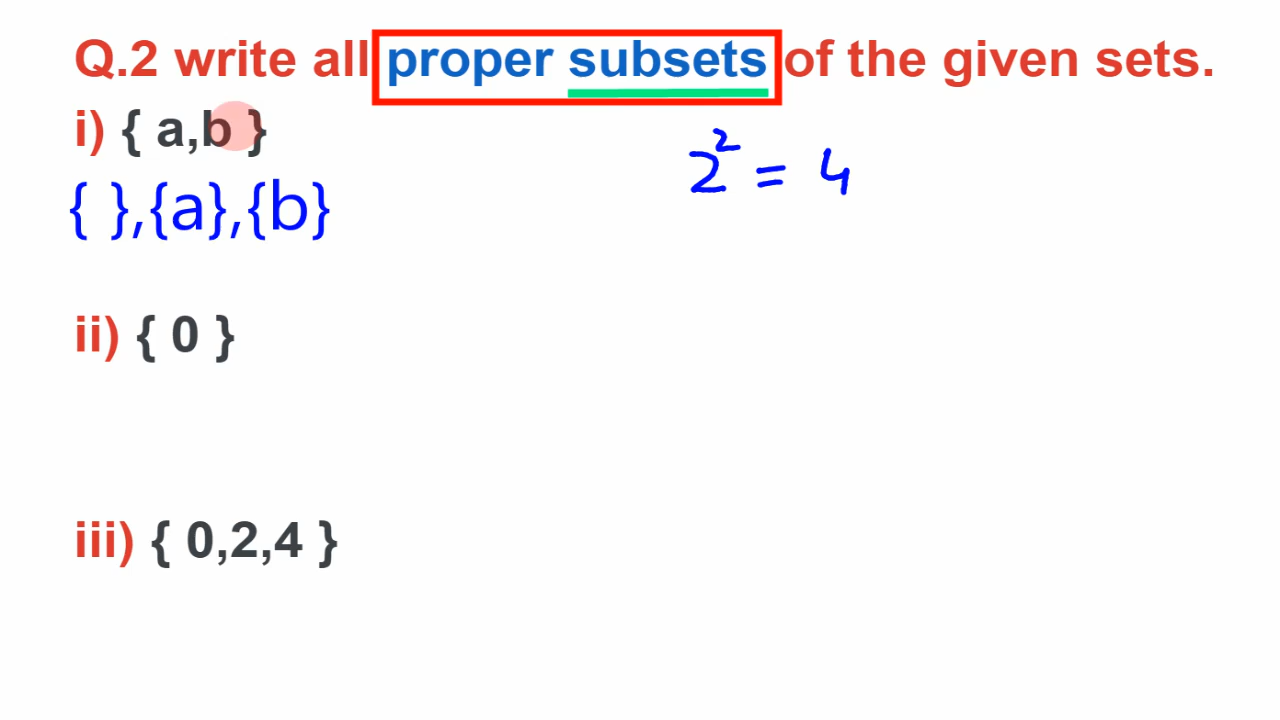 Q.2 write all proper subsets of the given sets.
i) { a,b }
2² = 4
{ },{a},{b}
ii) { 0 }
iii) { 0,2,4 }